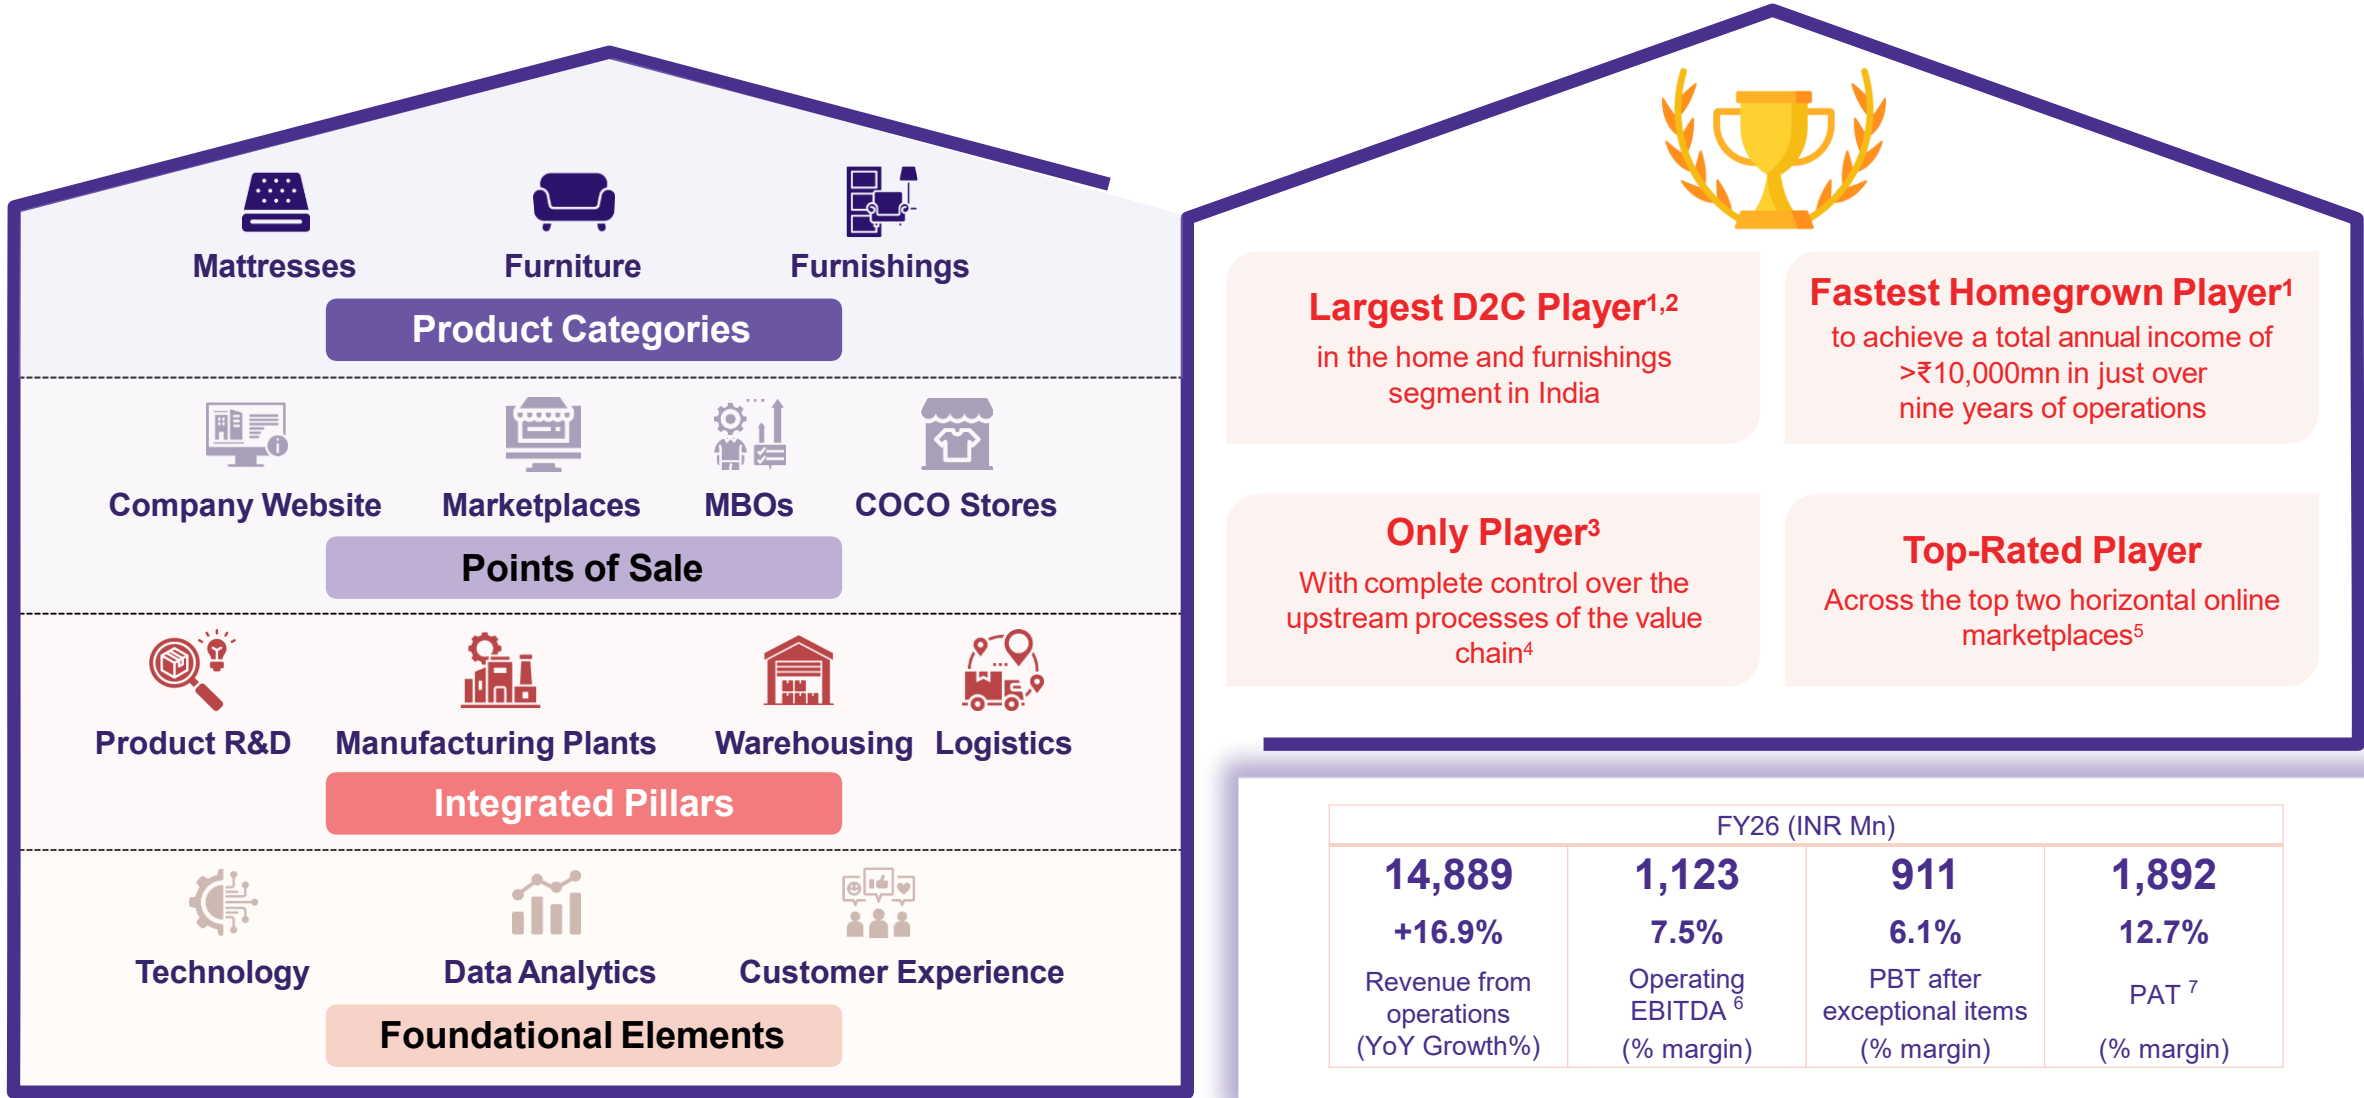 Mattresses
Furniture
Furnishings
Product Categories
Company Website
Marketplaces
MBOs
COCO Stores
Points of Sale
Product R&D
Manufacturing Plants
Warehousing
Logistics
Integrated Pillars
Technology
Data Analytics
Customer Experience
Foundational Elements
Largest D2C Player1,2
in the home and furnishings
segment in India
Fastest Homegrown Player1
to achieve a total annual income of
>₹10,000mn in just over
nine years of operations
Only Player3
With complete control over the
upstream processes of the value
chain4
Top-Rated Player
Across the top two horizontal online
marketplaces5
FY26 (INR Mn)
14,889
1,123
911
1,892
+16.9%
7.5%
6.1%
12.7%
Revenue from
operations
(YoY Growth%)
Operating
EBITDA 6
(% margin)
PBT after
exceptional items
(% margin)
PAT 7
(% margin)